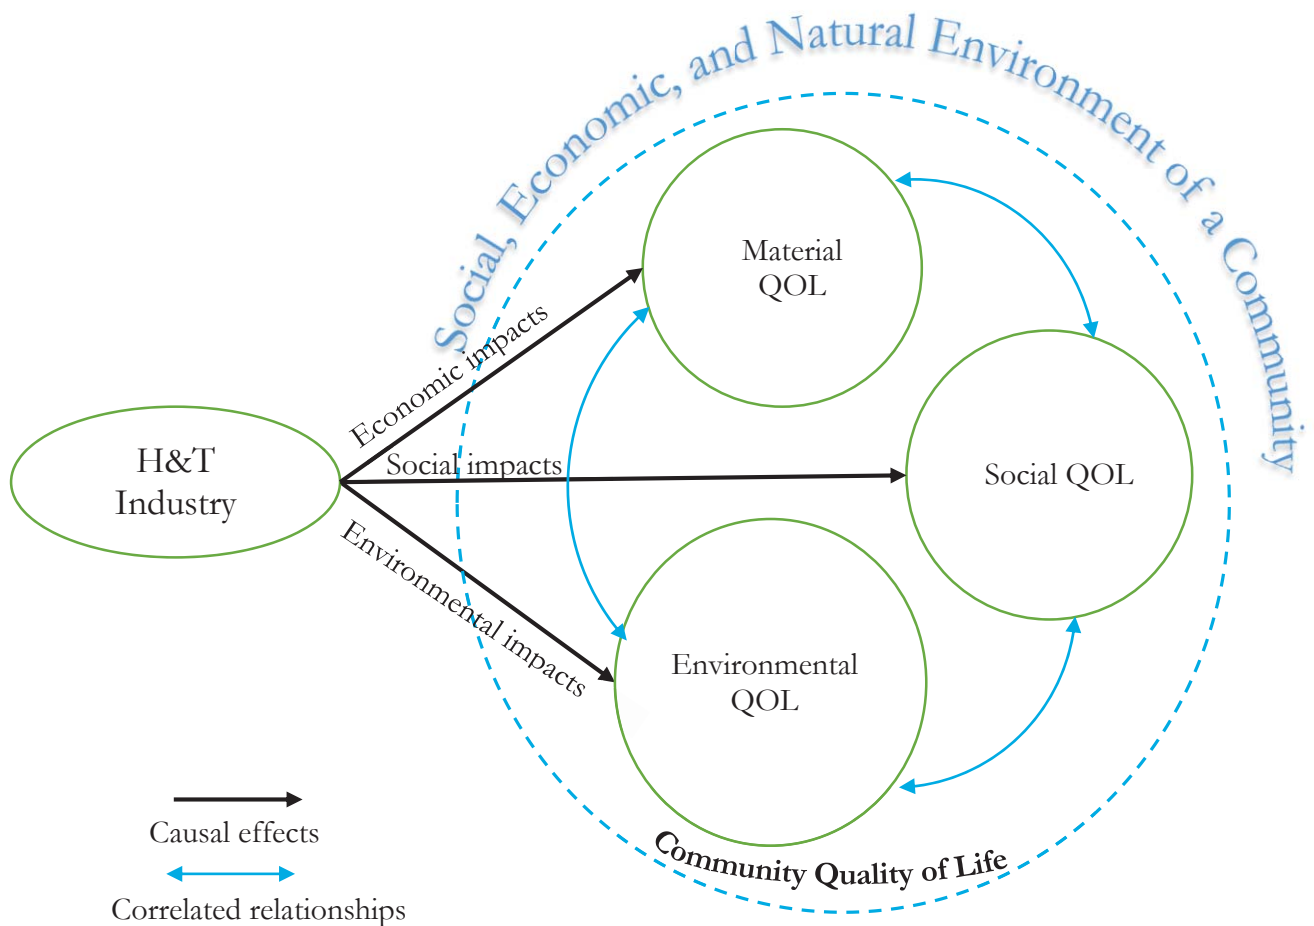 Social, Economic, and Natural Environment of a Community
Material
QOL
Economic impacts
H&T
Industry
Social impacts
Social QOL
Environmental impacts
Environmental
QOL
Community Quality of Life
Causal effects
Correlated relationships